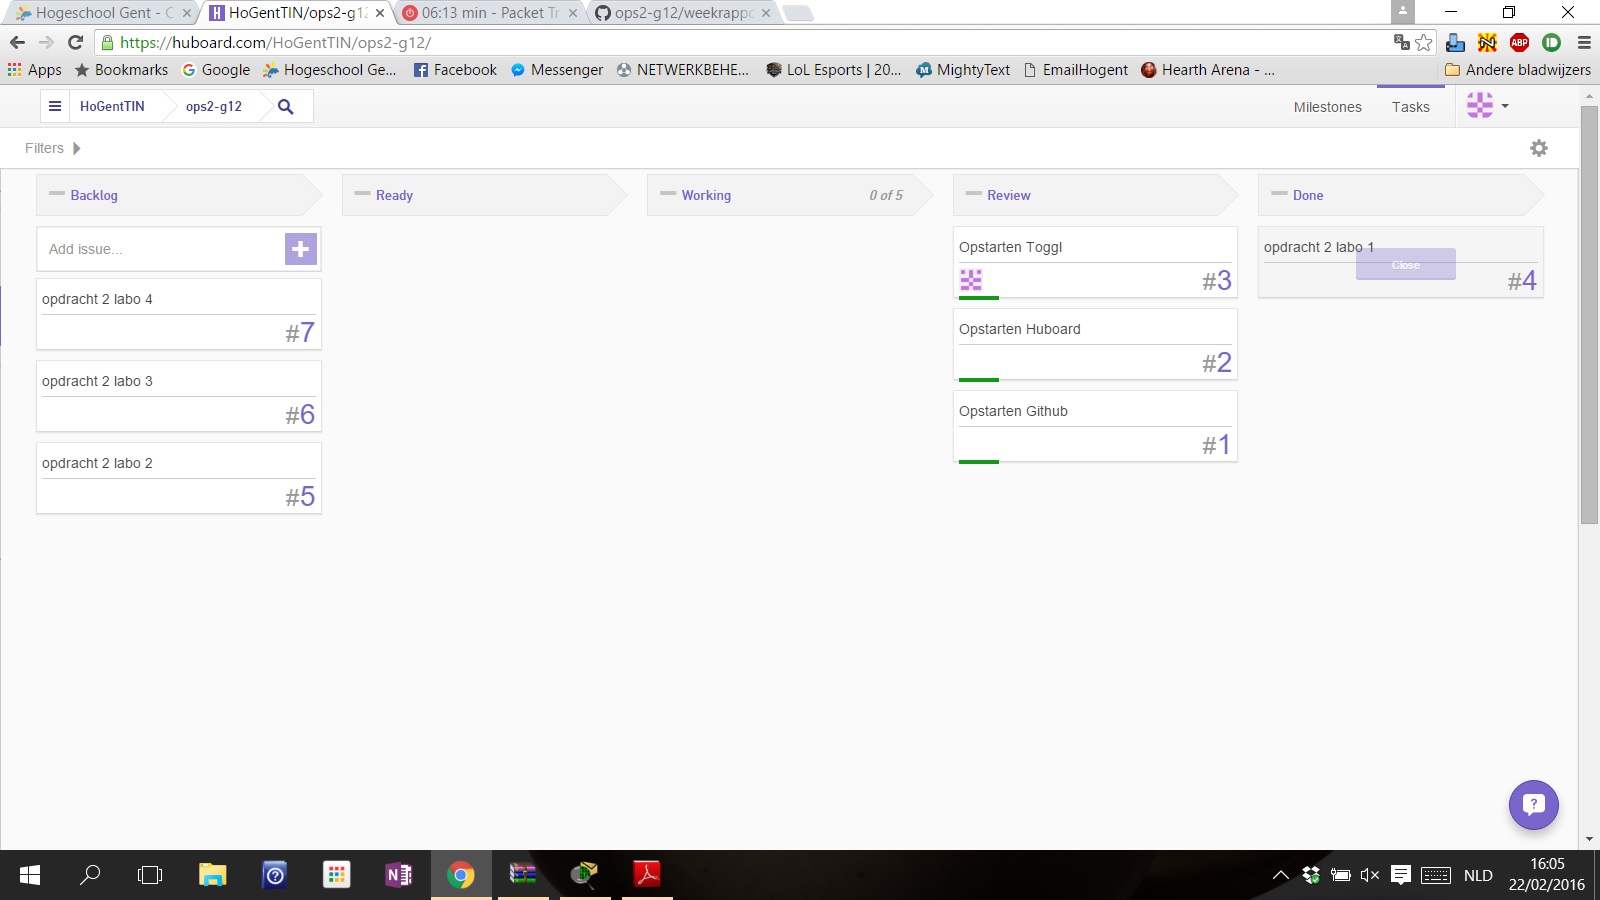 Hogeschool Gent - C
HoGentTIN/ops2-g12
06:13 min - Packet Tr
ops2-g12/weekrappo
https://huboard.com/HoGentTIN/ops2-g12/
ABP
Apps
Bookmarks
Google
Hogeschool Ge...
Facebook
Messenger
NETWERKBEHE...
LoL Esports | 20...
MightyText
EmailHogent
Hearth Arena - ...
Andere bladwijzers
HoGentTIN
ops2-g12
Milestones
Tasks
Filters
Backlog
Ready
Working
0 of 5
Review
Done
Add issue...
opdracht 2 labo 4
#7
opdracht 2 labo 3
#6
opdracht 2 labo 2
#5
Opstarten Toggl
#3
Opstarten Huboard
#2
Opstarten Github
#1
opdracht 2 labo 1
Close
#4
NLD
16:05
22/02/2016